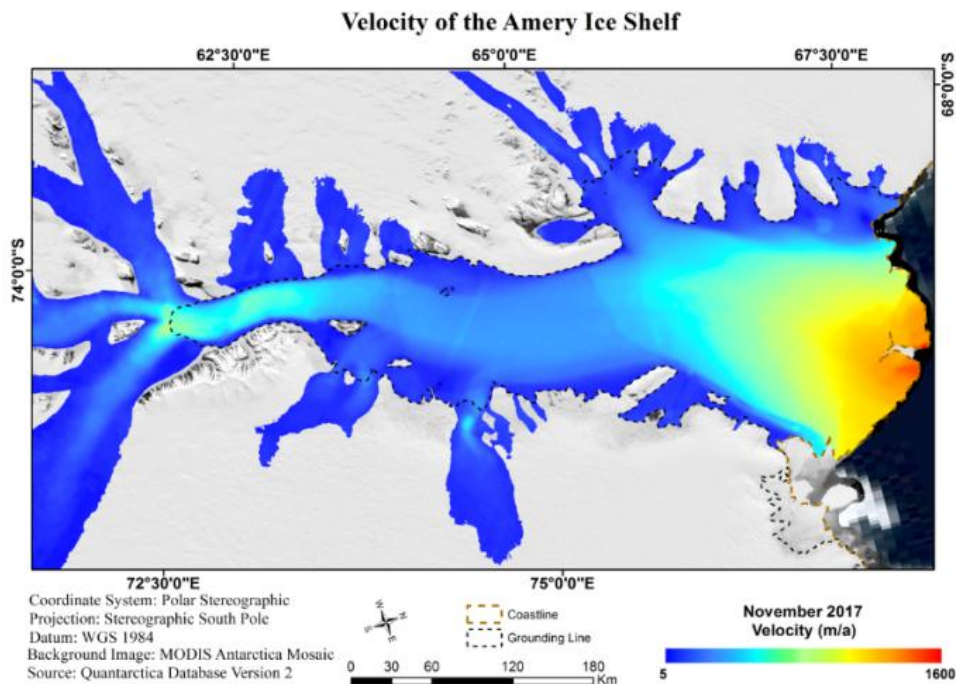 Velocity of the Amery Ice Shelf
62°30'0"E 65°0'0"E 67°30'0"E
68°0'0"S
74°0'0"S
72°30'0"E 75°0'0"E
Coordinate System: Polar Stereographic
Projection: Stereographic South Pole
Datum: WGS 1984
Background Image: MODIS Antarctica Mosaic
Source: Quantarctica Database Version 2
N
E
S
W
Coastline
Grounding Line
0 30 60 120 180
Km
November 2017
Velocity (m/a)
5 1600